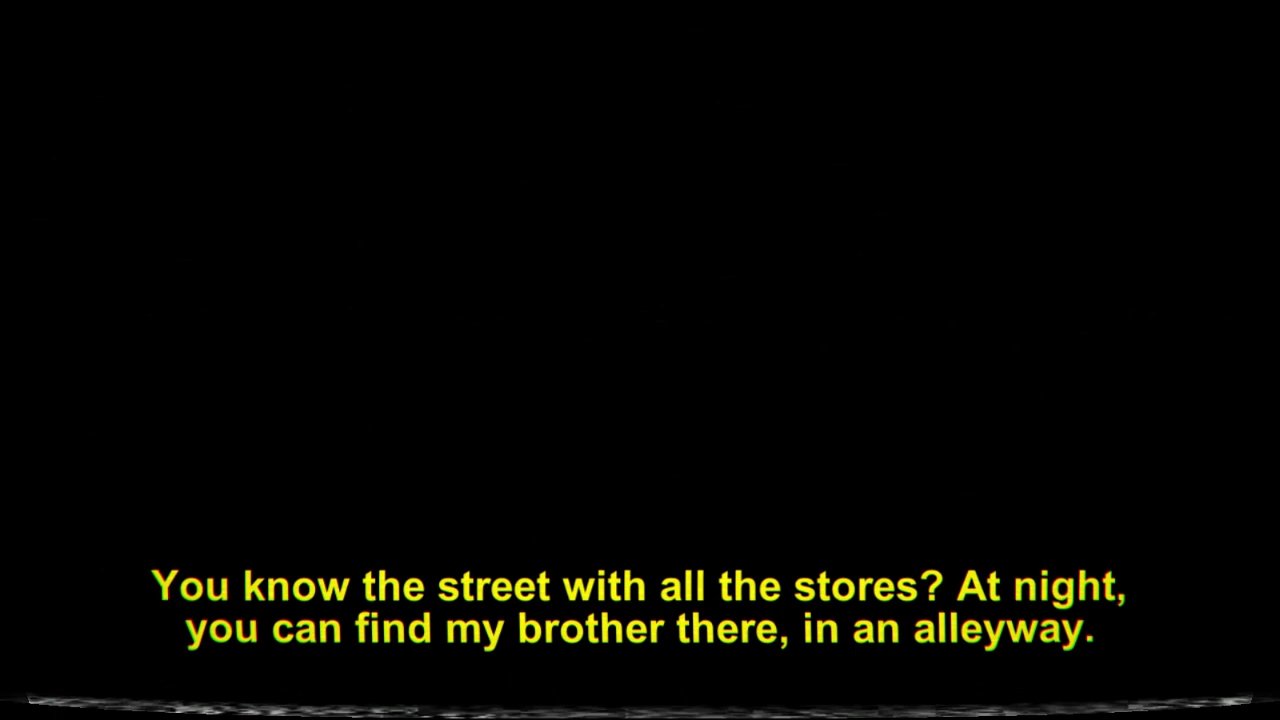 You know the street with all the stores? At night,
you can find my brother there, in an alleyway.